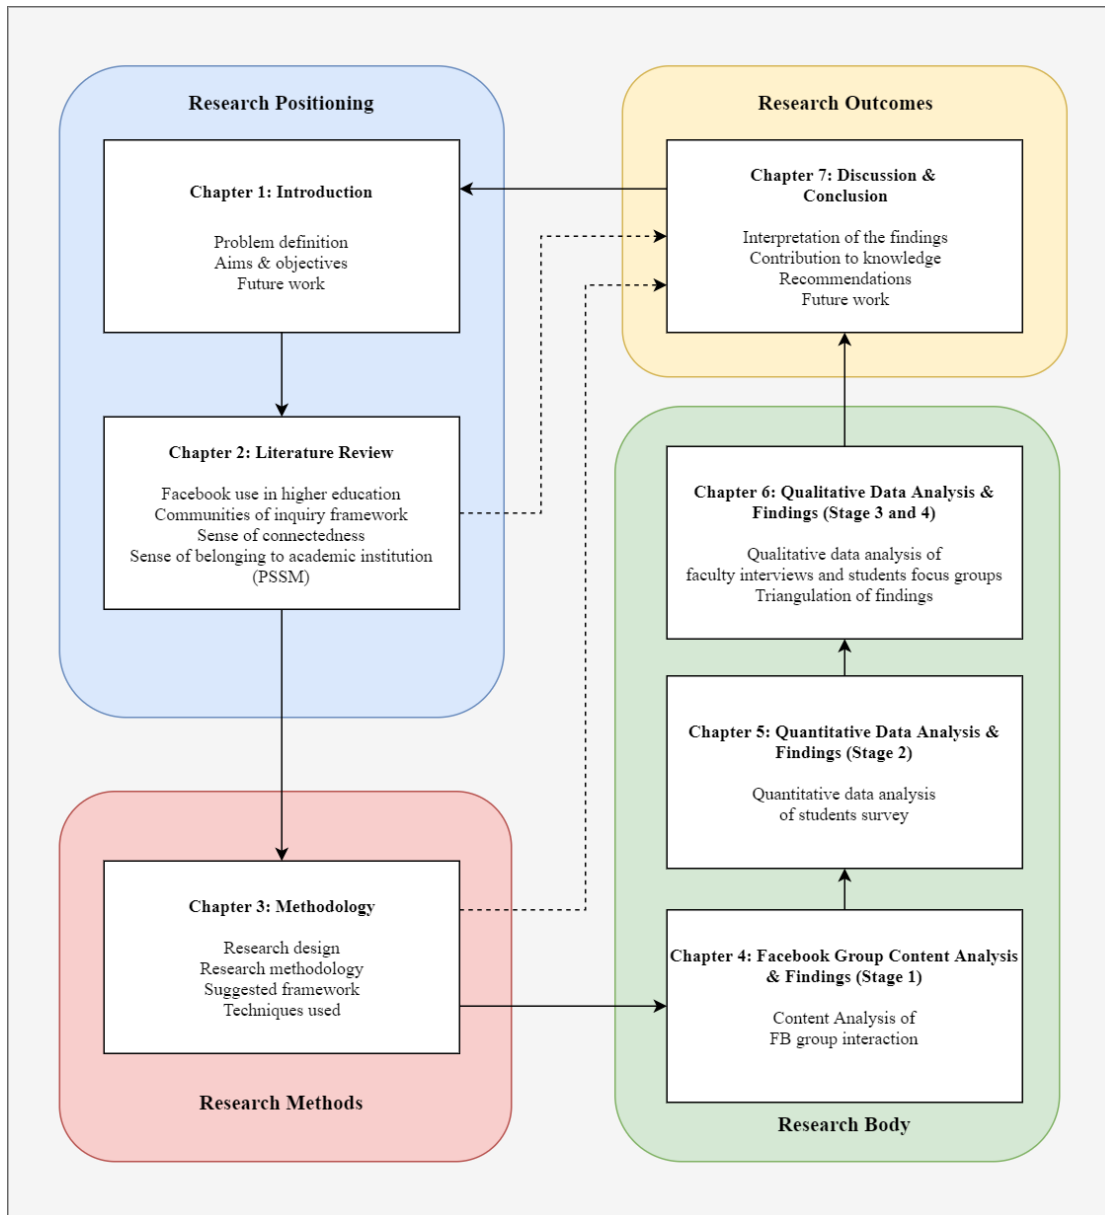 Research Positioning
Chapter 1: Introduction
Problem definition
Aims & objectives
Future work
Chapter 2: Literature Review
Facebook use in higher education
Communities of inquiry framework
Sense of connectedness
Sense of belonging to academic institution
(PSSM)
Chapter 3: Methodology
Research design
Research methodology
Suggested framework
Techniques used
Research Methods
Research Outcomes
Chapter 7: Discussion &
Conclusion
Interpretation of the findings
Contribution to knowledge
Recommendations
Future work
Chapter 6: Qualitative Data Analysis &
Findings (Stage 3 and 4)
Qualitative data analysis of
faculty interviews and students focus groups
Triangulation of findings
Chapter 5: Quantitative Data Analysis &
Findings (Stage 2)
Quantitative data analysis
of students survey
Chapter 4: Facebook Group Content Analysis
& Findings (Stage 1)
Content Analysis of
FB group interaction
Research Body